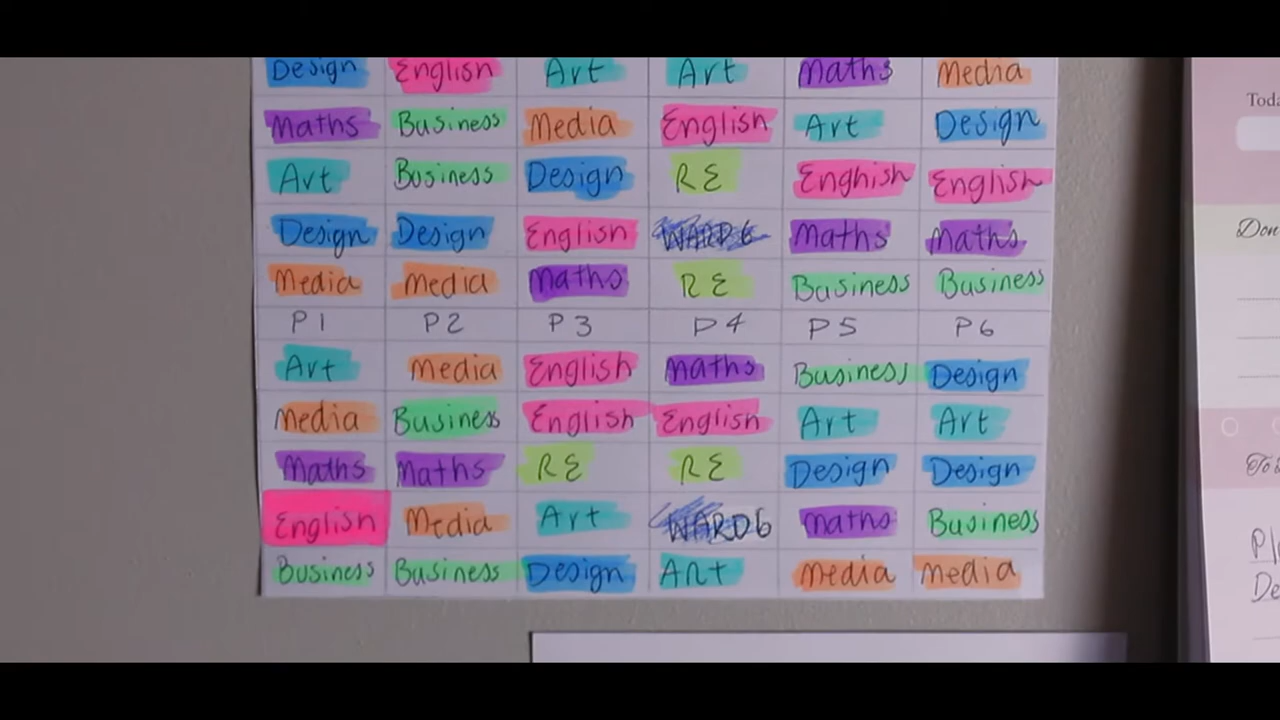 Design English Art Art Maths Media
Maths Business Media English Art Design
Art Business Design RE Enghish English
Design Design English WARD6 Maths Maths
Media Media Maths RE Business Business
P1 P2 P3 P4 P5 P6
Art Media English Maths Business Design
Media Business English English Art Art
Maths Maths RE RE Design Design
English Media Art WARD6 Maths Business
Business Business Design Art Media Media